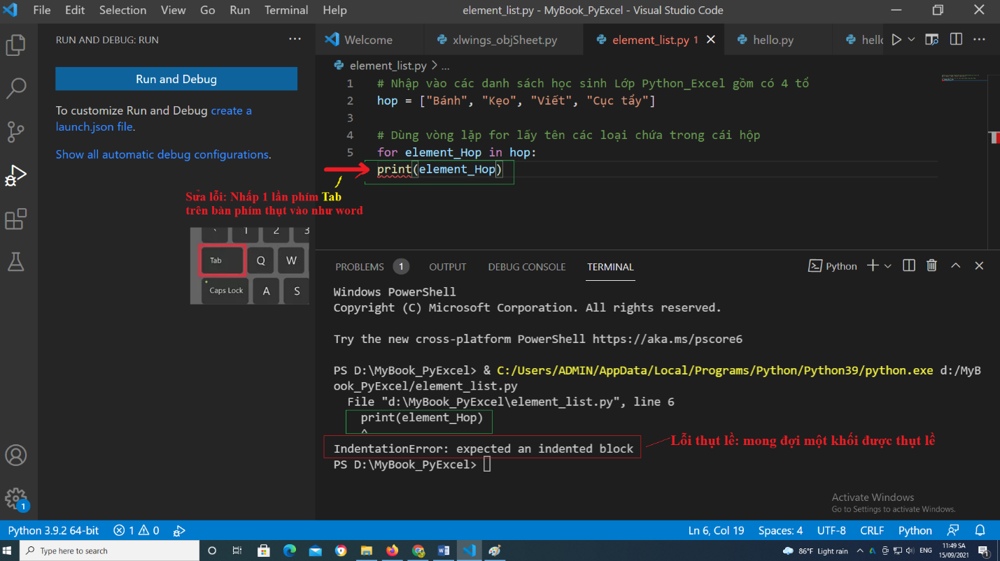 File Edit Selection View Go Run Terminal Help
element_list.py - MyBook_PyExcel - Visual Studio Code
RUN AND DEBUG: RUN
Welcome
xlwings_objSheet.py
element_list.py 1
hello.py
Run and Debug
To customize Run and Debug create a
launch.json file.
Show all automatic debug configurations.
element_list.py > ...
1 # Nhập vào các danh sách học sinh Lớp Python_Excel gồm có 4 tổ
2 hop = ["Bánh", "Kẹo", "Viết", "Cục tẩy"]
3
4 # Dùng vòng lặp for lấy tên các loại chứa trong cái hộp
5 for element_Hop in hop:
print(element_Hop)
Sửa lỗi: Nhấp 1 lần phím Tab
trên bàn phím thụt vào như word
` 1 2 3
Tab Q W
Caps Lock A S
PROBLEMS 1 OUTPUT DEBUG CONSOLE TERMINAL
Python
Windows PowerShell
Copyright (C) Microsoft Corporation. All rights reserved.
Try the new cross-platform PowerShell https://aka.ms/pscore6
PS D:\MyBook_PyExcel> & C:/Users/ADMIN/AppData/Local/Programs/Python/Python39/python.exe d:/MyB
ook_PyExcel/element_list.py
File "d:\MyBook_PyExcel\element_list.py", line 6
print(element_Hop)
^
IndentationError: expected an indented block
Lỗi thụt lề: mong đợi một khối được thụt lề
PS D:\MyBook_PyExcel>
Activate Windows
Go to Settings to activate Windows.
1
Python 3.9.2 64-bit 1 0
Ln 6, Col 19 Spaces: 4 UTF-8 CRLF Python
Type here to search
86°F Light rain
ENG
11:49 SA
15/09/2021
1